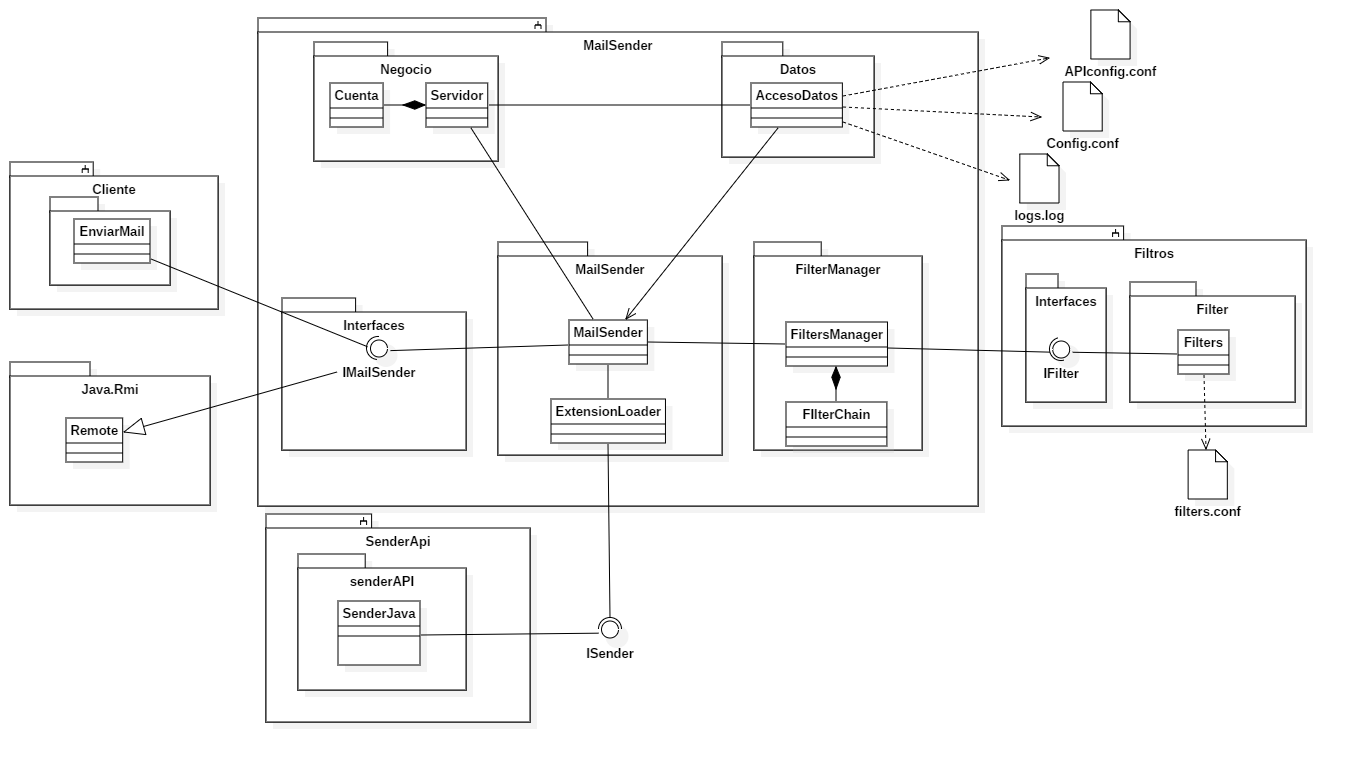 MailSender
Negocio
Cuenta
Servidor
Datos
AccesoDatos
APIconfig.conf
Config.conf
logs.log
Cliente
EnviarMail
Java.Rmi
Remote
Interfaces
IMailSender
MailSender
MailSender
ExtensionLoader
FilterManager
FiltersManager
FIlterChain
Filtros
Interfaces
IFilter
Filter
Filters
filters.conf
SenderApi
senderAPI
SenderJava
ISender